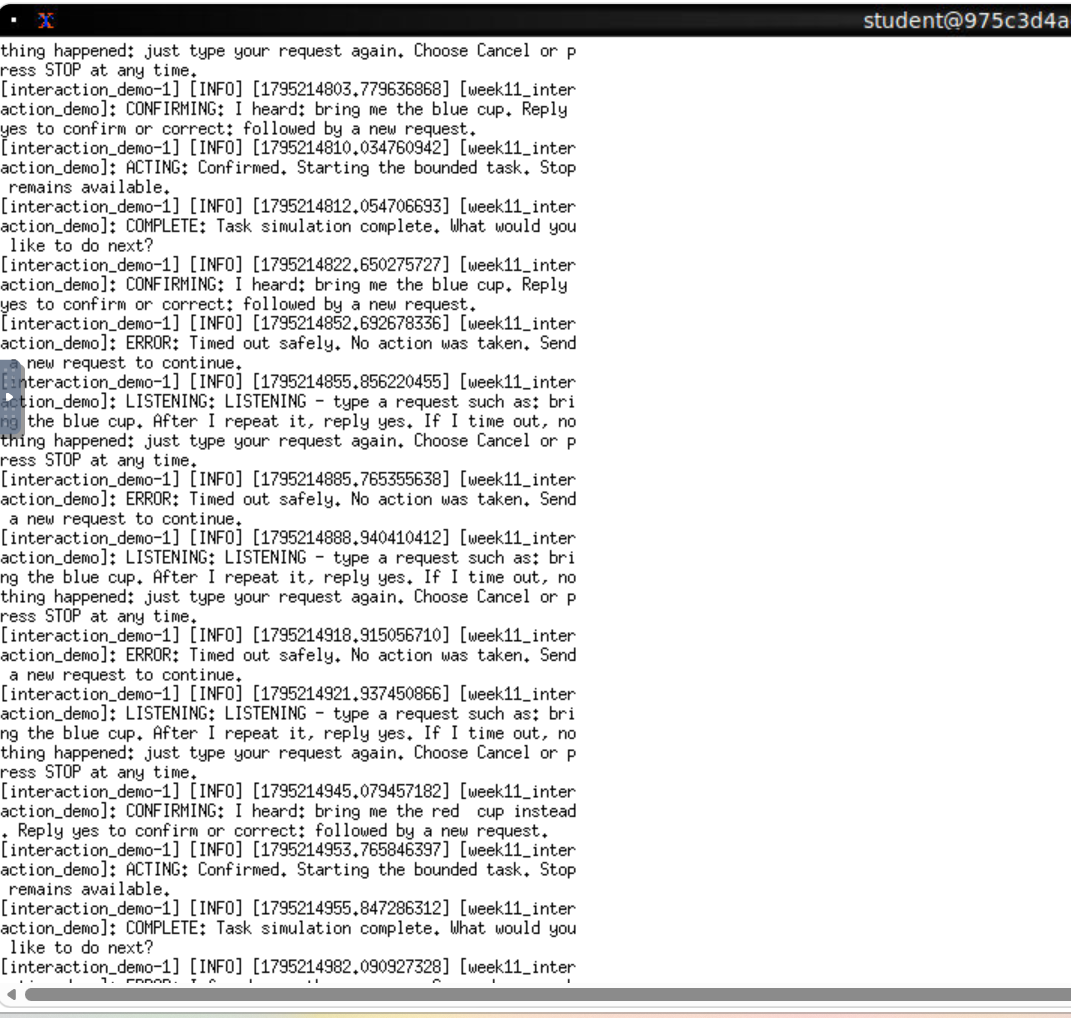 student@975c3d4a
thing happened: just type your request again. Choose Cancel or p
ress STOP at any time.
[interaction_demo-1] [INFO] [1795214803.779636868] [week11_inter
action_demo]: CONFIRMING: I heard: bring me the blue cup. Reply
yes to confirm or correct: followed by a new request.
[interaction_demo-1] [INFO] [1795214810.034760942] [week11_inter
action_demo]: ACTING: Confirmed. Starting the bounded task. Stop
 remains available.
[interaction_demo-1] [INFO] [1795214812.054706693] [week11_inter
action_demo]: COMPLETE: Task simulation complete. What would you
 like to do next?
[interaction_demo-1] [INFO] [1795214822.650275727] [week11_inter
action_demo]: CONFIRMING: I heard: bring me the blue cup. Reply
yes to confirm or correct: followed by a new request.
[interaction_demo-1] [INFO] [1795214852.692678336] [week11_inter
action_demo]: ERROR: Timed out safely. No action was taken. Send
 a new request to continue.
[interaction_demo-1] [INFO] [1795214855.856220455] [week11_inter
action_demo]: LISTENING: LISTENING - type a request such as: bri
ng the blue cup. After I repeat it, reply yes. If I time out, no
thing happened: just type your request again. Choose Cancel or p
ress STOP at any time.
[interaction_demo-1] [INFO] [1795214885.765355638] [week11_inter
action_demo]: ERROR: Timed out safely. No action was taken. Send
 a new request to continue.
[interaction_demo-1] [INFO] [1795214888.940410412] [week11_inter
action_demo]: LISTENING: LISTENING - type a request such as: bri
ng the blue cup. After I repeat it, reply yes. If I time out, no
thing happened: just type your request again. Choose Cancel or p
ress STOP at any time.
[interaction_demo-1] [INFO] [1795214918.915056710] [week11_inter
action_demo]: ERROR: Timed out safely. No action was taken. Send
 a new request to continue.
[interaction_demo-1] [INFO] [1795214921.937450866] [week11_inter
action_demo]: LISTENING: LISTENING - type a request such as: bri
ng the blue cup. After I repeat it, reply yes. If I time out, no
thing happened: just type your request again. Choose Cancel or p
ress STOP at any time.
[interaction_demo-1] [INFO] [1795214945.079457182] [week11_inter
action_demo]: CONFIRMING: I heard: bring me the red  cup instead
. Reply yes to confirm or correct: followed by a new request.
[interaction_demo-1] [INFO] [1795214953.765846397] [week11_inter
action_demo]: ACTING: Confirmed. Starting the bounded task. Stop
 remains available.
[interaction_demo-1] [INFO] [1795214955.847286312] [week11_inter
action_demo]: COMPLETE: Task simulation complete. What would you
 like to do next?
[interaction_demo-1] [INFO] [1795214982.090927328] [week11_inter